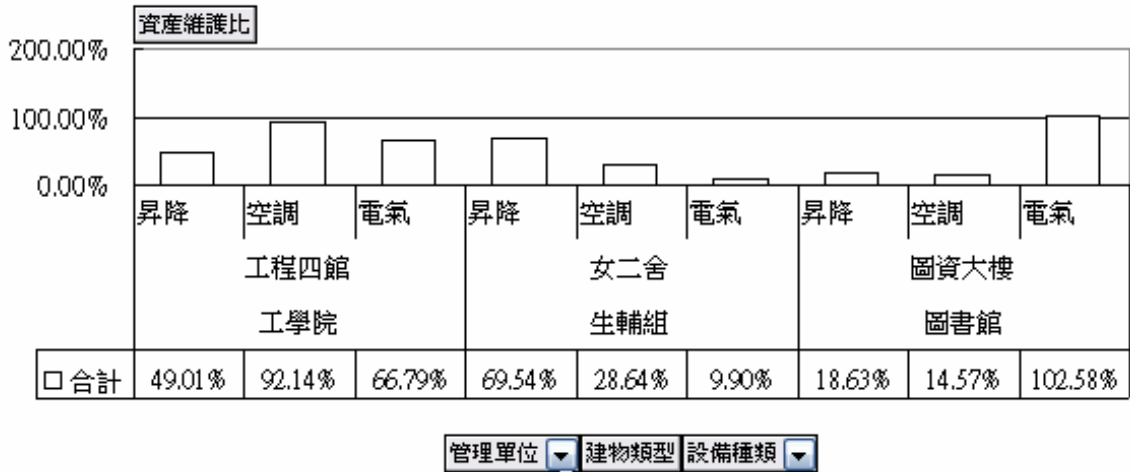 資產維護比
200.00%
100.00%
0.00%
昇降 空調 電氣 昇降 空調 電氣 昇降 空調 電氣
工程四館 女二舍 圖資大樓
工學院 生輔組 圖書館
合計 49.01% 92.14% 66.79% 69.54% 28.64% 9.90% 18.63% 14.57% 102.58%
管理單位 建物類型 設備種類